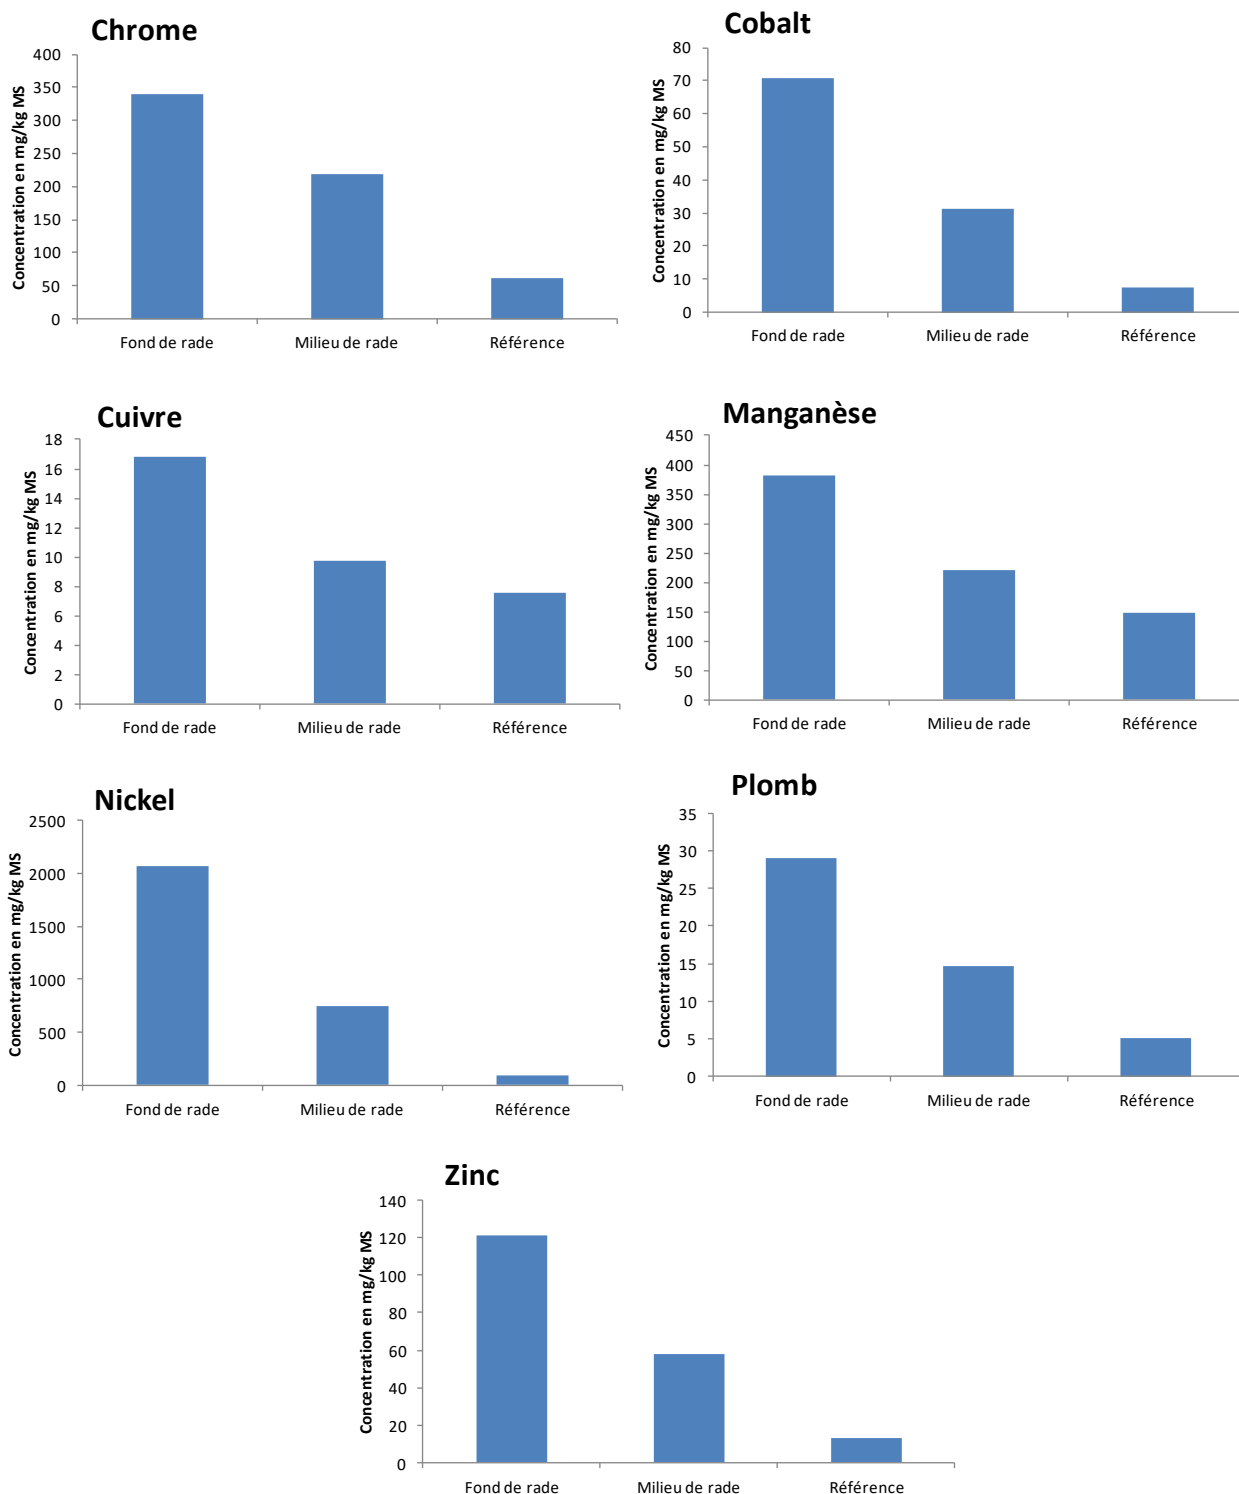 Chrome
Concentration en mg/kg MS
400
350
300
250
200
150
100
50
0
Fond de rade
Milieu de rade
Référence
Cobalt
Concentration en mg/kg MS
80
70
60
50
40
30
20
10
0
Fond de rade
Milieu de rade
Référence
Cuivre
Concentration en mg/kg MS
18
16
14
12
10
8
6
4
2
0
Fond de rade
Milieu de rade
Référence
Manganèse
Concentration en mg/kg MS
450
400
350
300
250
200
150
100
50
0
Fond de rade
Milieu de rade
Référence
Nickel
Concentration en mg/kg MS
2500
2000
1500
1000
500
0
Fond de rade
Milieu de rade
Référence
Plomb
Concentration en mg/kg MS
35
30
25
20
15
10
5
0
Fond de rade
Milieu de rade
Référence
Zinc
Concentration en mg/kg MS
140
120
100
80
60
40
20
0
Fond de rade
Milieu de rade
Référence